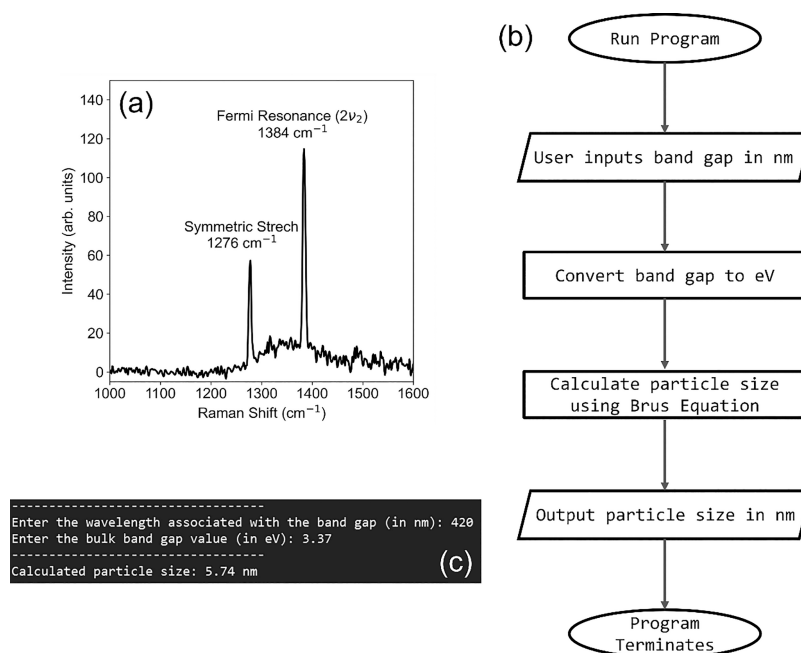 (a)
Fermi Resonance (2ν₂)
1384 cm⁻¹
Symmetric Strech
1276 cm⁻¹
Intensity (arb. units)
140
120
100
80
60
40
20
0
1000 1100 1200 1300 1400 1500 1600
Raman Shift (cm⁻¹)
(b)
Run Program
User inputs band gap in nm
Convert band gap to eV
Calculate particle size
using Brus Equation
Output particle size in nm
Program
Terminates
----------------------------------
Enter the wavelength associated with the band gap (in nm): 420
Enter the bulk band gap value (in eV): 3.37
----------------------------------
Calculated particle size: 5.74 nm
(c)